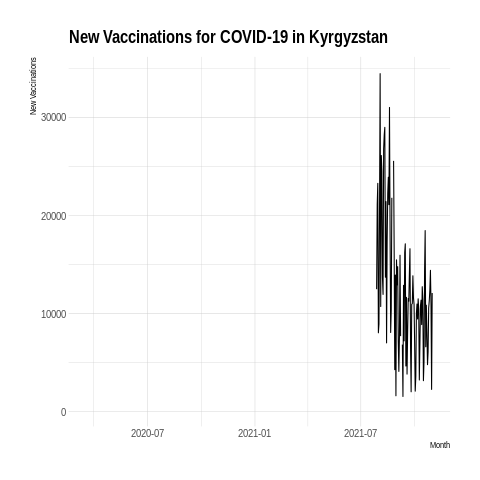 New Vaccinations for COVID-19 in Kyrgyzstan
New Vaccinations
30000
20000
10000
0
2020-07 2021-01 2021-07
Month